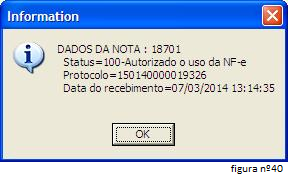 Information
DADOS DA NOTA : 18701
Status=100-Autorizado o uso da NF-e
Protocolo=150140000019326
Data do recebimento=07/03/2014 13:14:35
OK
figura nº40